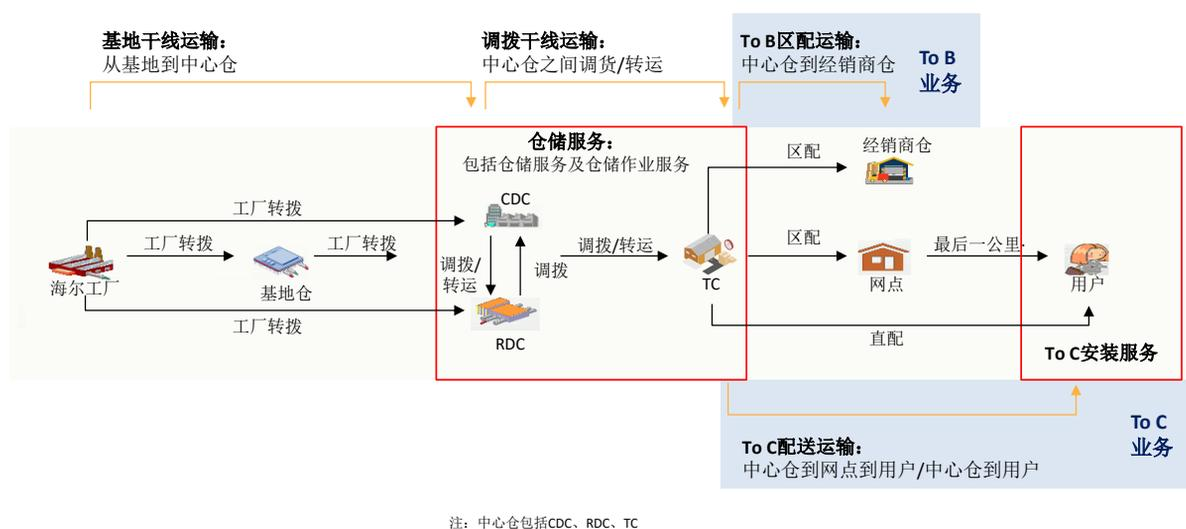 基地干线运输：
从基地到中心仓
调拨干线运输：
中心仓之间调货/转运
To B区配运输：
中心仓到经销商仓
To B
业务
仓储服务：
包括仓储服务及仓储作业服务
区配
经销商仓
CDC
工厂转拨
工厂转拨
工厂转拨
调拨/
转运
调拨
调拨/转运
区配
最后一公里
海尔工厂
基地仓
TC
网点
用户
工厂转拨
RDC
直配
To C安装服务
To C
业务
To C配送运输：
中心仓到网点到用户/中心仓到用户
注：中心仓包括CDC、RDC、TC